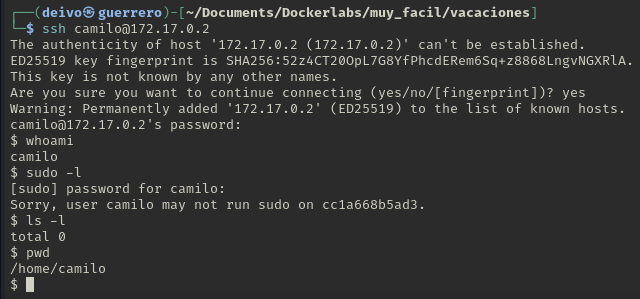 ┌──(deivo㉿guerrero)-[~/Documents/Dockerlabs/muy_facil/vacaciones]
└─$ ssh camilo@172.17.0.2
The authenticity of host '172.17.0.2 (172.17.0.2)' can't be established.
ED25519 key fingerprint is SHA256:52z4CT20OpL7G8YfPhcdERem6Sq+z8868LngvNGXRlA.
This key is not known by any other names.
Are you sure you want to continue connecting (yes/no/[fingerprint])? yes
Warning: Permanently added '172.17.0.2' (ED25519) to the list of known hosts.
camilo@172.17.0.2's password:
$ whoami
camilo
$ sudo -l
[sudo] password for camilo:
Sorry, user camilo may not run sudo on cc1a668b5ad3.
$ ls -l
total 0
$ pwd
/home/camilo
$